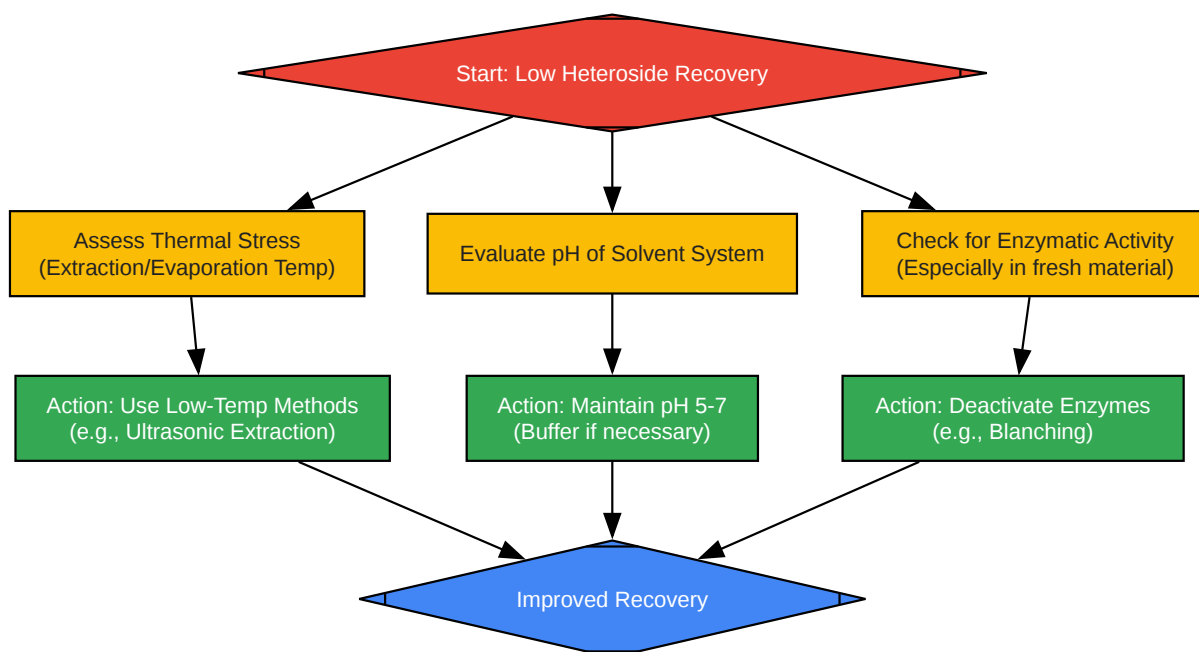 Start: Low Heteroside Recovery
Assess Thermal Stress
(Extraction/Evaporation Temp)
Evaluate pH of Solvent System
Check for Enzymatic Activity
(Especially in fresh material)
Action: Use Low-Temp Methods
(e.g., Ultrasonic Extraction)
Action: Maintain pH 5-7
(Buffer if necessary)
Action: Deactivate Enzymes
(e.g., Blanching)
Improved Recovery